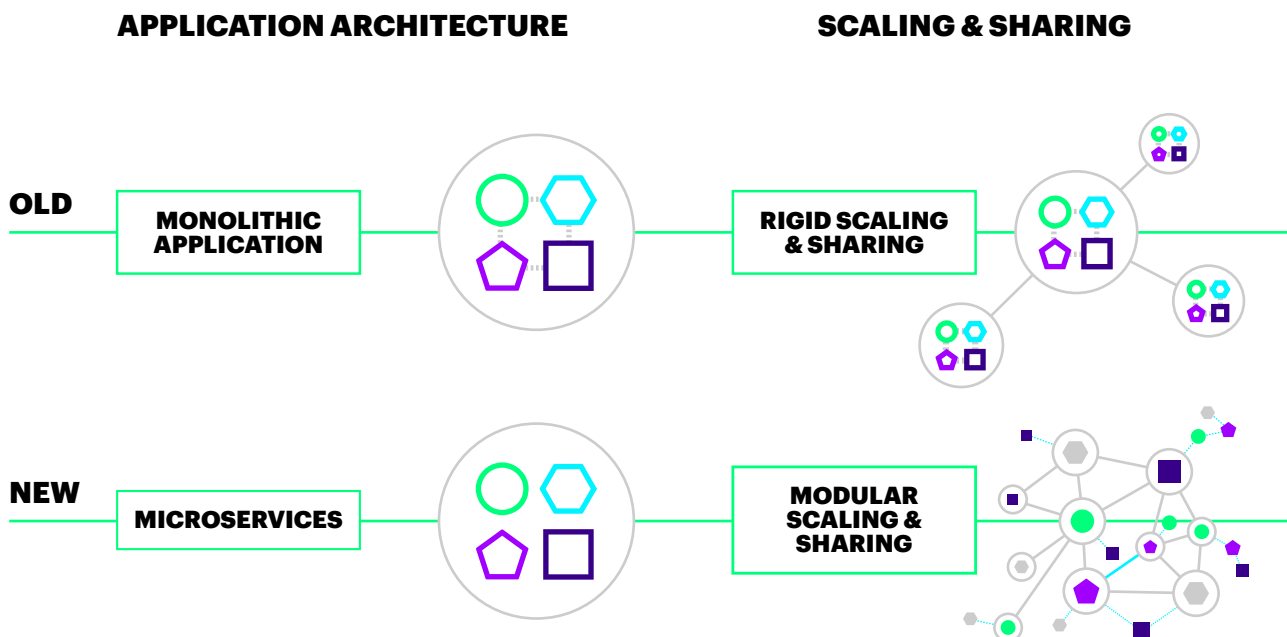 APPLICATION ARCHITECTURE
SCALING & SHARING
OLD
MONOLITHIC
APPLICATION
RIGID SCALING
& SHARING
NEW
MICROSERVICES
MODULAR
SCALING &
SHARING